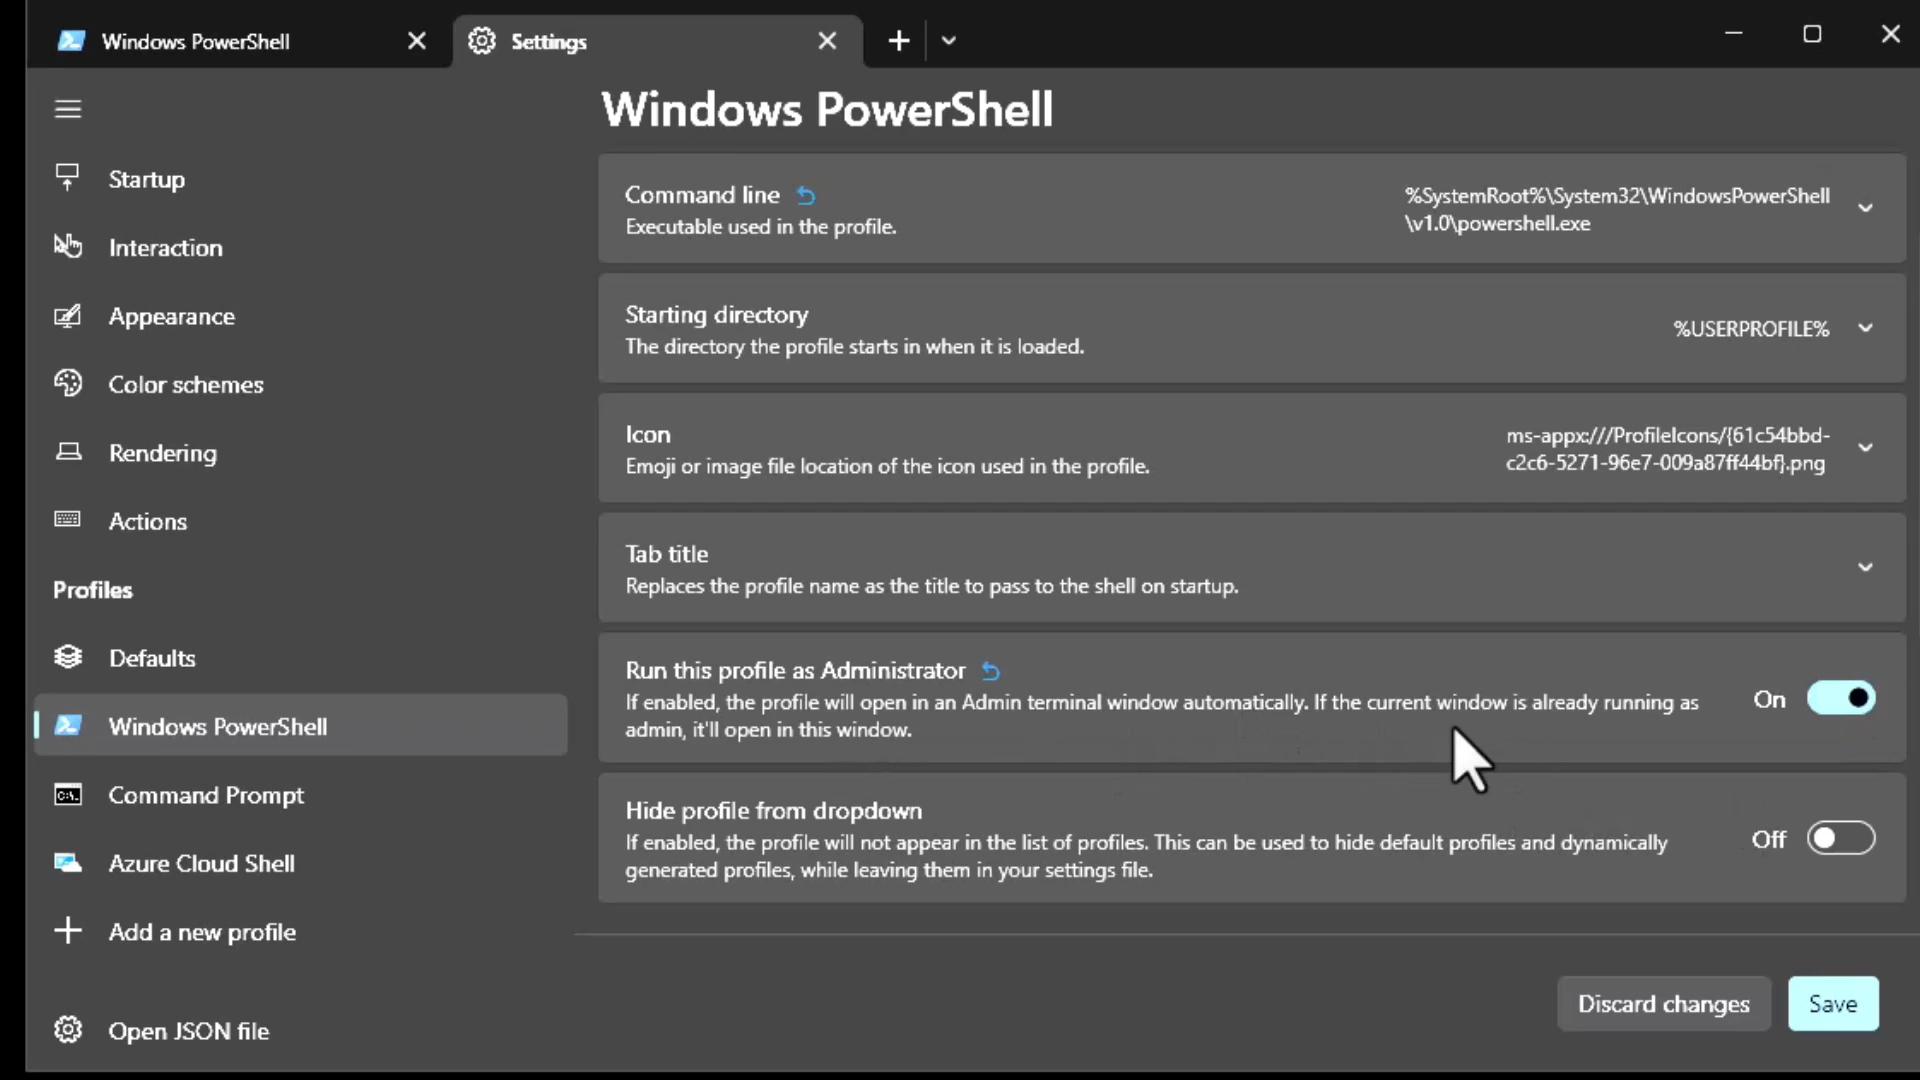 Windows PowerShell
Settings
Startup
Interaction
Appearance
Color schemes
Rendering
Actions
Profiles
Defaults
Windows PowerShell
Command Prompt
Azure Cloud Shell
Add a new profile
Open JSON file
Windows PowerShell
Command line
Executable used in the profile.
%SystemRoot%\System32\WindowsPowerShell
\v1.0\powershell.exe
Starting directory
The directory the profile starts in when it is loaded.
%USERPROFILE%
Icon
Emoji or image file location of the icon used in the profile.
ms-appx:///ProfileIcons/{61c54bbd-
c2c6-5271-96e7-009a87ff44bf}.png
Tab title
Replaces the profile name as the title to pass to the shell on startup.
Run this profile as Administrator
If enabled, the profile will open in an Admin terminal window automatically. If the current window is already running as
admin, it'll open in this window.
On
Hide profile from dropdown
If enabled, the profile will not appear in the list of profiles. This can be used to hide default profiles and dynamically
generated profiles, while leaving them in your settings file.
Off
Discard changes
Save